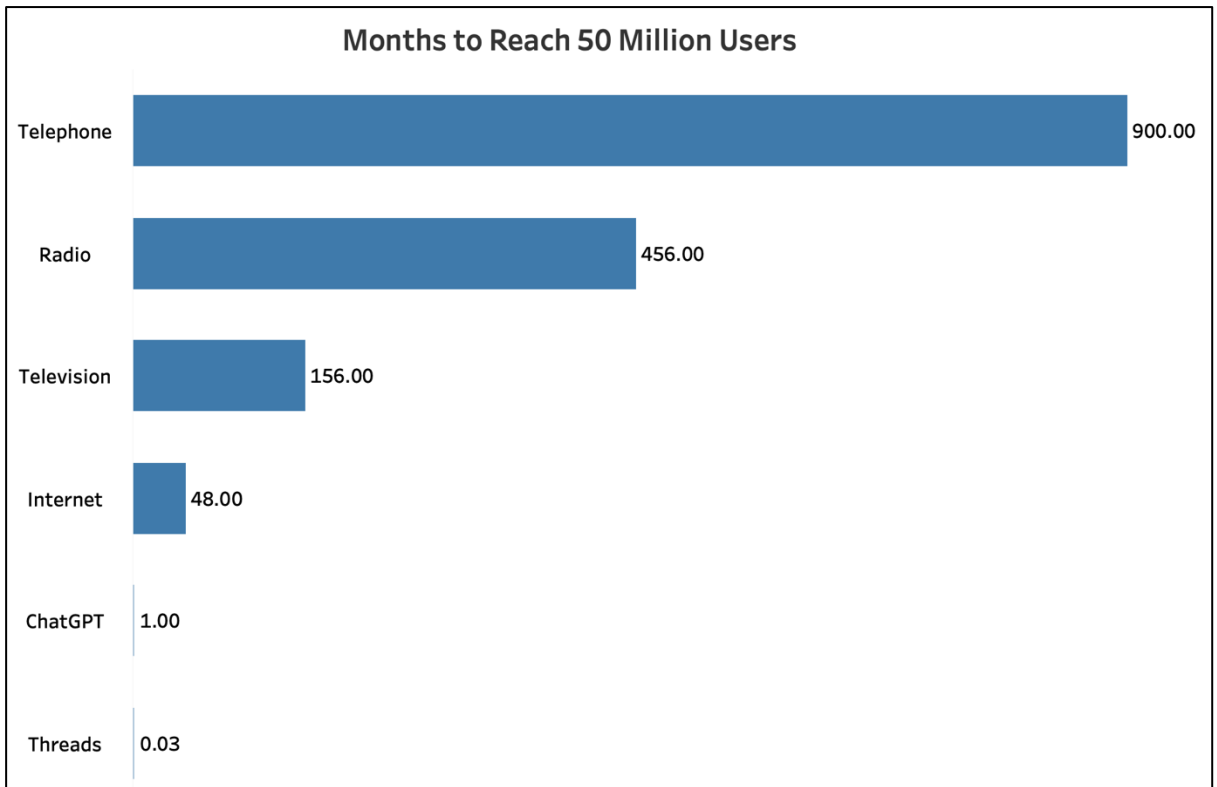 Months to Reach 50 Million Users
Telephone 900.00
Radio 456.00
Television 156.00
Internet 48.00
ChatGPT 1.00
Threads 0.03